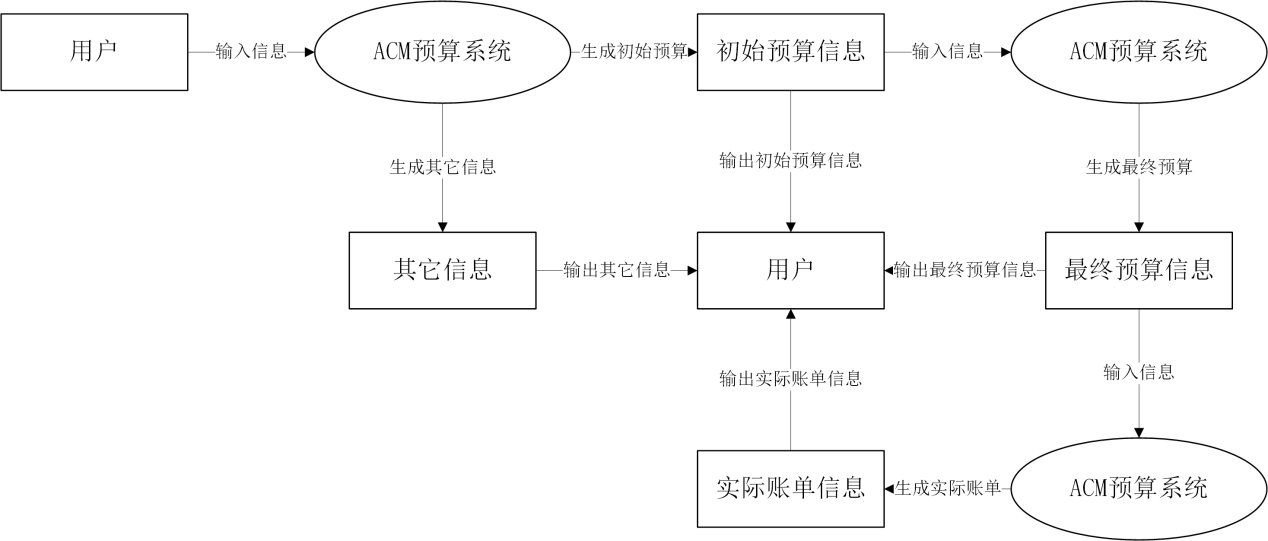 用户
输入信息
ACM预算系统
生成初始预算
初始预算信息
输入信息
ACM预算系统
生成其它信息
输出初始预算信息
生成最终预算
其它信息
输出其它信息
用户
输出最终预算信息
最终预算信息
输出实际账单信息
输入信息
实际账单信息
生成实际账单
ACM预算系统